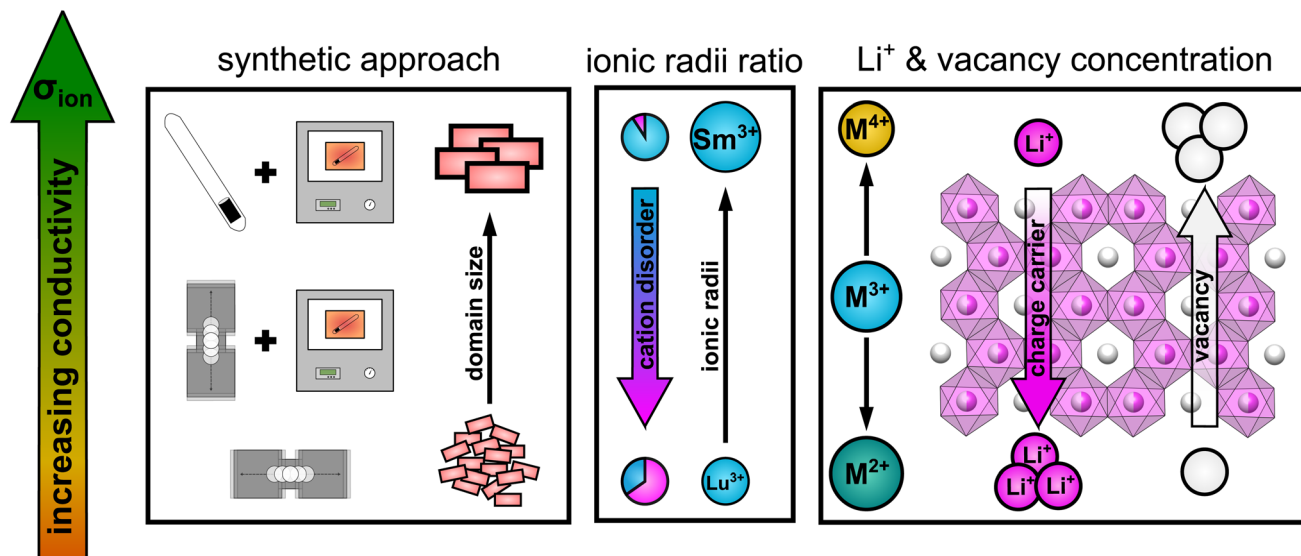 synthetic approach
ionic radii ratio
Li⁺ & vacancy concentration
σion
increasing conductivity
domain size
cation disorder
ionic radii
Sm³⁺
Lu³⁺
M⁴⁺
M³⁺
M²⁺
Li⁺
charge carrier
vacancy
Li⁺
Li⁺
Li⁺